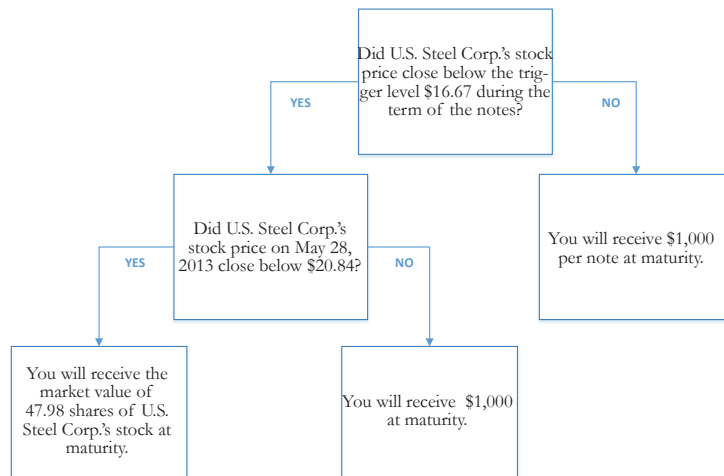 Did U.S. Steel Corp.'s stock
price close below the trig-
ger level $16.67 during the
term of the notes?
YES
NO
Did U.S. Steel Corp.'s
stock price on May 28,
2013 close below $20.84?
You will receive $1,000
per note at maturity.
YES
NO
You will receive the
market value of
47.98 shares of U.S.
Steel Corp.'s stock at
maturity.
You will receive $1,000
at maturity.